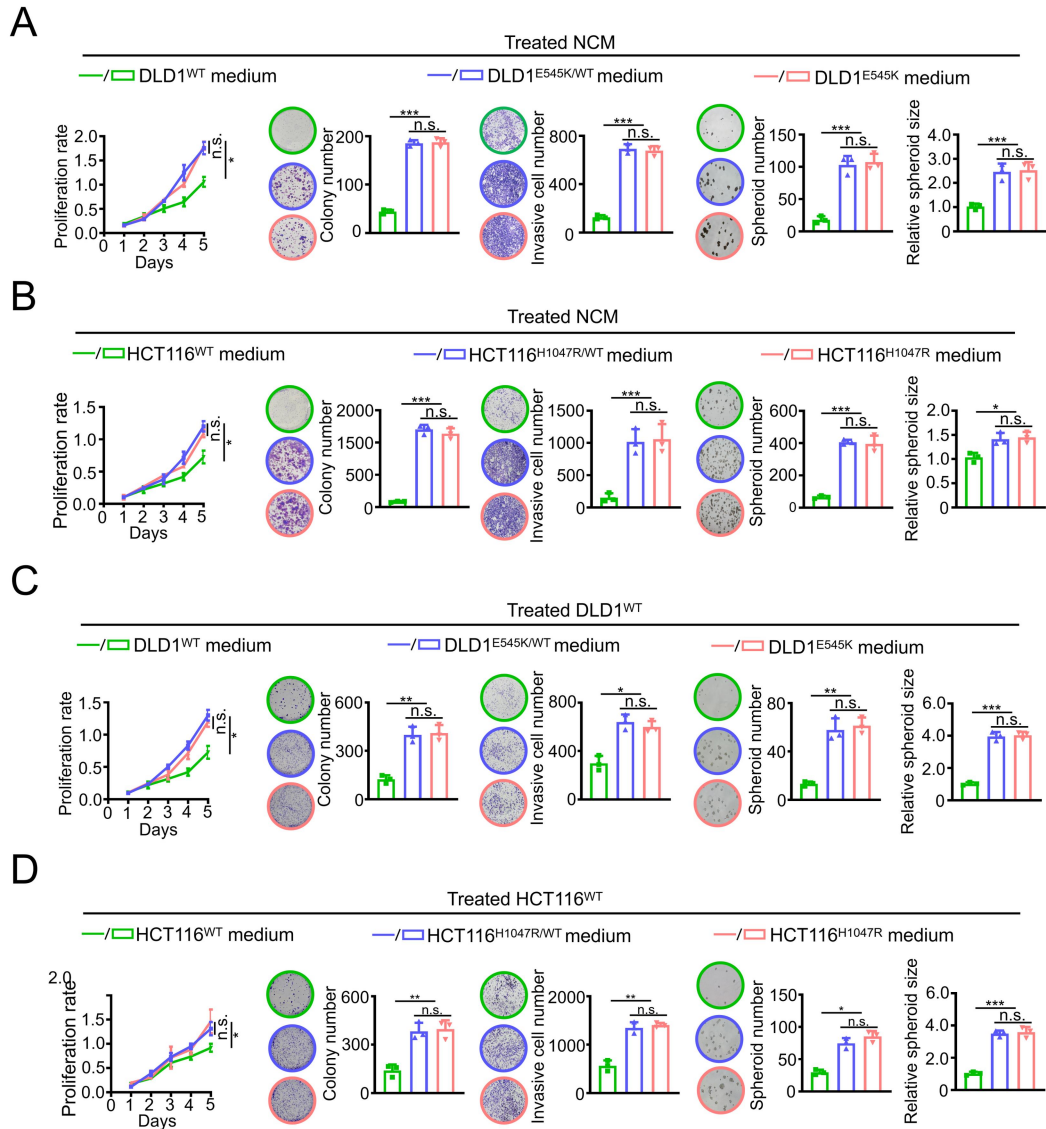 A
Treated NCM
/ DLD1WT medium
/ DLD1E545K/WT medium
/ DLD1E545K medium
Proliferation rate
2.0
1.5
1.0
0.5
0.0
0 1 2 3 4 5
Days
n.s.
*
Colony number
200
100
0
***
n.s.
Invasive cell number
800
400
0
***
n.s.
Spheroid number
150
100
50
0
***
n.s.
Relative spheroid size
4.0
3.0
2.0
1.0
0
***
n.s.
B
Treated NCM
/ HCT116WT medium
/ HCT116H1047R/WT medium
/ HCT116H1047R medium
Proliferation rate
1.5
1.0
0.5
0.0
0 1 2 3 4 5
Days
n.s.
*
Colony number
2000
1500
500
0
***
n.s.
Invasive cell number
1500
1000
500
0
***
n.s.
Spheroid number
600
400
200
0
***
n.s.
Relative spheroid size
2.0
1.5
1.0
0.5
0
*
n.s.
C
Treated DLD1WT
/ DLD1WT medium
/ DLD1E545K/WT medium
/ DLD1E545K medium
Proliferation rate
1.5
1.0
0.5
0.0
0 1 2 3 4 5
Days
n.s.
*
Colony number
600
300
0
**
n.s.
Invasive cell number
800
400
0
*
n.s.
Spheroid number
80
40
0
**
n.s.
Relative spheroid size
6.0
4.0
2.0
0
***
n.s.
D
Treated HCT116WT
/ HCT116WT medium
/ HCT116H1047R/WT medium
/ HCT116H1047R medium
Proliferation rate
2.0
1.5
1.0
0.5
0.0
0 1 2 3 4 5
Days
n.s.
*
Colony number
600
300
0
**
n.s.
Invasive cell number
2000
1000
0
**
n.s.
Spheroid number
150
100
50
0
*
n.s.
Relative spheroid size
6.0
4.0
2.0
0
***
n.s.